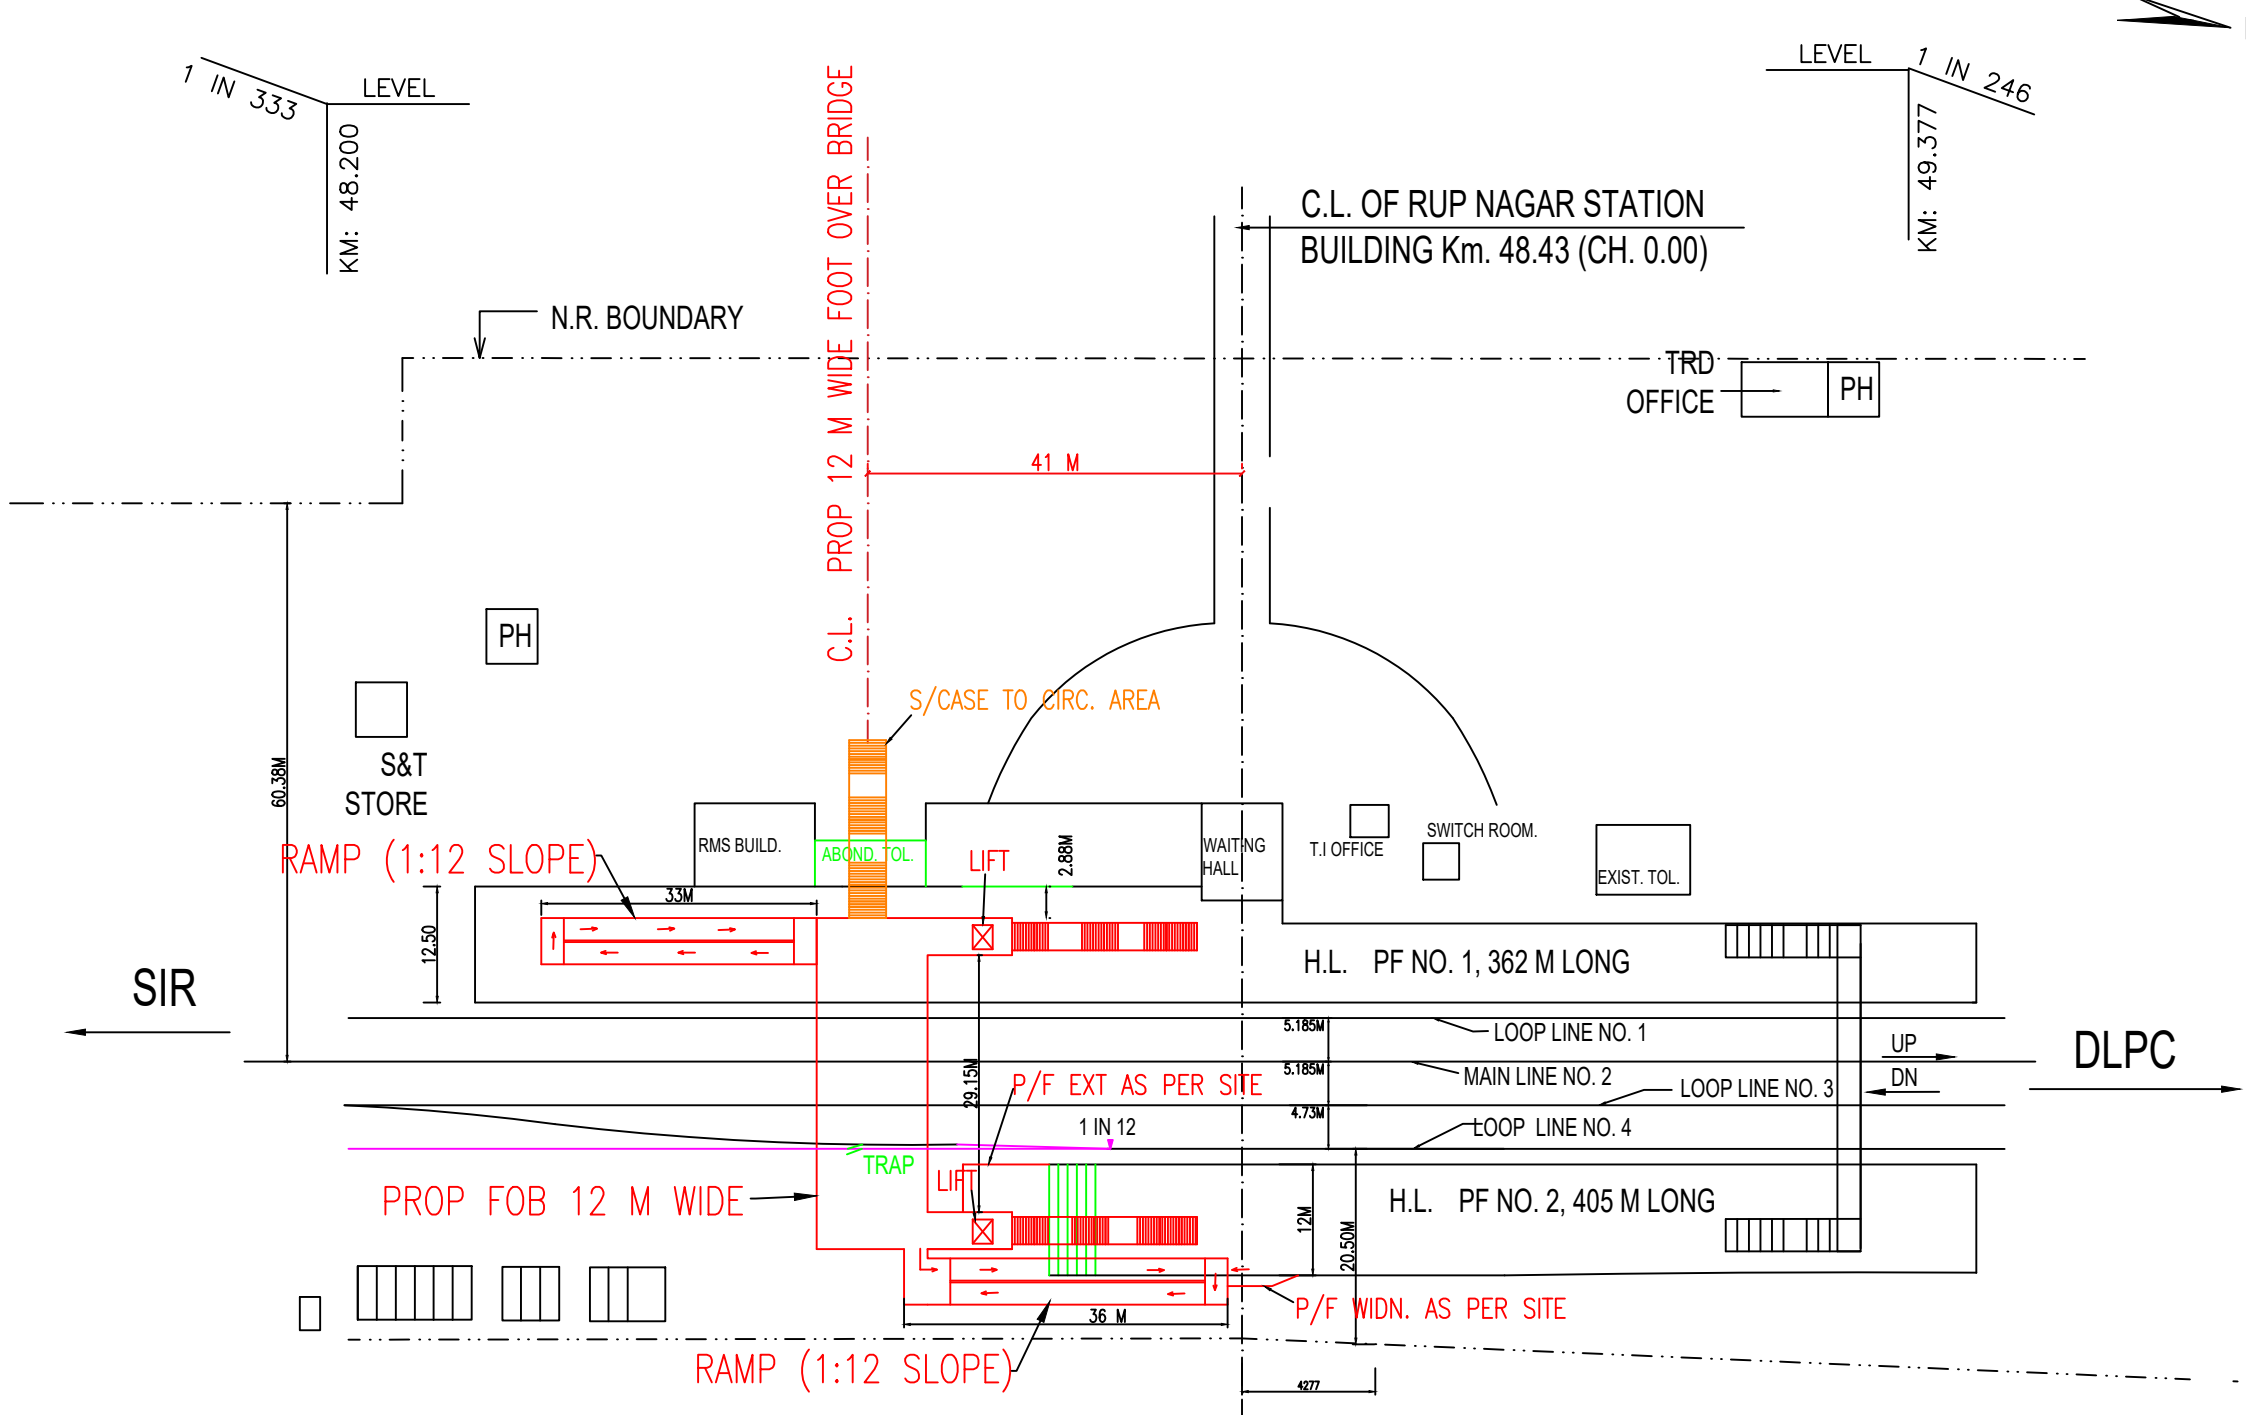 1 IN 333
LEVEL
KM: 48.200
LEVEL
1 IN 246
KM: 49.377
C.L.  PROP 12 M WIDE FOOT OVER BRIDGE
C.L. OF RUP NAGAR STATION
BUILDING Km. 48.43 (CH. 0.00)
N.R. BOUNDARY
TRD
OFFICE
PH
41 M
PH
S/CASE TO CIRC. AREA
60.38M
S&T
STORE
RAMP (1:12 SLOPE)
RMS BUILD.
ABOND. TOL.
LIFT
2.88M
WAITING
HALL
T.I OFFICE
SWITCH ROOM.
EXIST. TOL.
33M
12.50
H.L.  PF NO. 1, 362 M LONG
SIR
5.185M
LOOP LINE NO. 1
UP
DLPC
29.15M
5.185M
MAIN LINE NO. 2
DN
P/F EXT AS PER SITE
LOOP LINE NO. 3
4.73M
1 IN 12
LOOP LINE NO. 4
TRAP
LIFT
PROP FOB 12 M WIDE
H.L.  PF NO. 2, 405 M LONG
12M
20.50M
36 M
P/F WIDN. AS PER SITE
RAMP (1:12 SLOPE)
4277